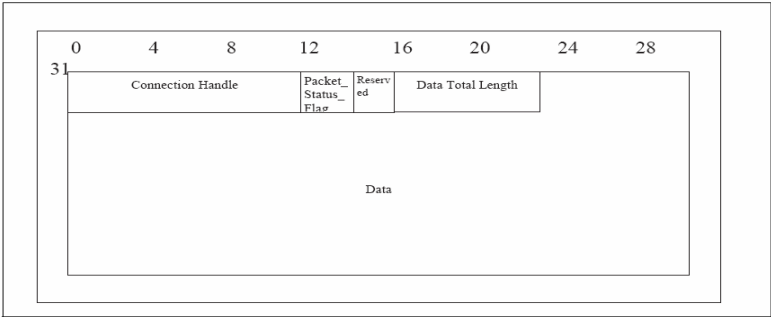 0 4 8 12 16 20 24 28
31
Connection Handle
Packet_
Status_
Flag
Reserv
ed
Data Total Length
Data